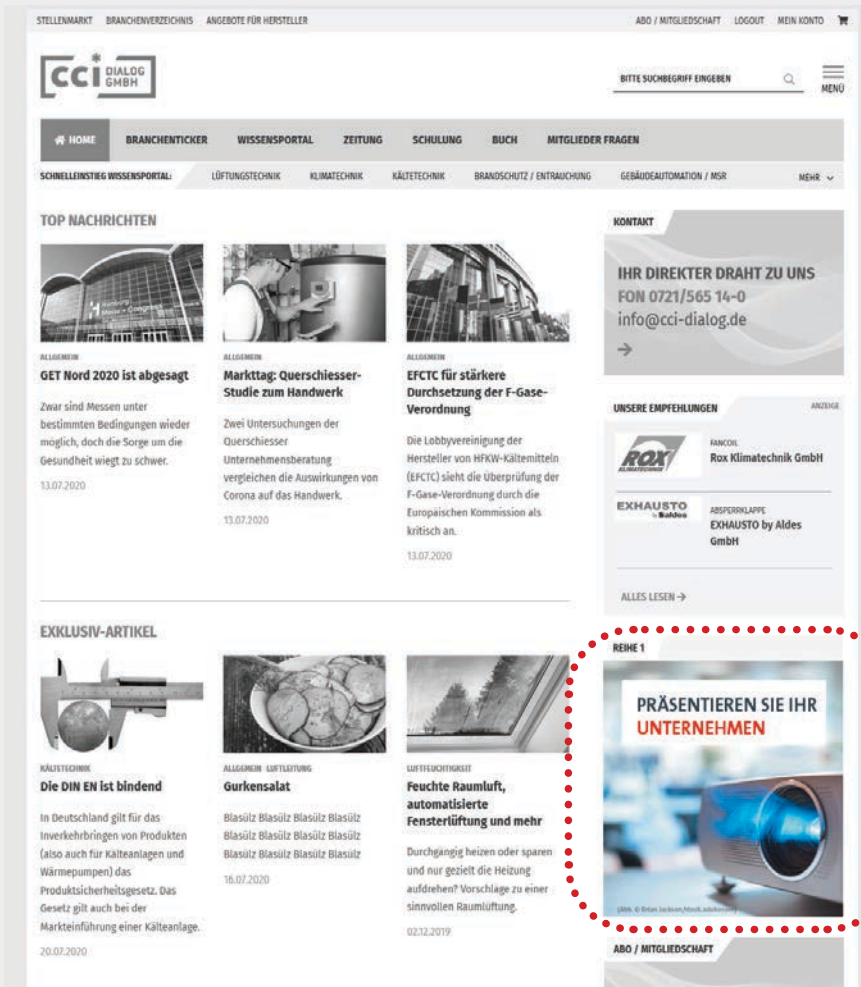 STELLENMARKT BRANCHENVERZEICHNIS ANGEBOTE FÜR HERSTELLER ABO / MITGLIEDSCHAFT LOGOUT MEIN KONTO
cci DIALOG GMBH
BITTE SUCHBEGRIFF EINGEBEN
MENÜ
HOME BRANCHENTICKER WISSENSPORTAL ZEITUNG SCHULUNG BUCH MITGLIEDER FRAGEN
SCHNELLEINSTIEG WISSENSPORTAL: LÜFTUNGSTECHNIK KLIMATECHNIK KÄLTETECHNIK BRANDSCHUTZ / ENTRAUCHUNG GEBÄUDEAUTOMATION / MSR MEHR
TOP NACHRICHTEN
Hamburg
Messe + Congress
ALLGEMEIN
GET Nord 2020 ist abgesagt
Zwar sind Messen unter
bestimmten Bedingungen wieder
möglich, doch die Sorge um die
Gesundheit wiegt zu schwer.
13.07.2020
ALLGEMEIN
Markttag: Querschiesser-
Studie zum Handwerk
Zwei Untersuchungen der
Querschiesser
Unternehmensberatung
vergleichen die Auswirkungen von
Corona auf das Handwerk.
13.07.2020
ALLGEMEIN
EFCTC für stärkere
Durchsetzung der F-Gase-
Verordnung
Die Lobbyvereinigung der
Hersteller von HFKW-Kältemitteln
(EFCTC) sieht die Überprüfung der
F-Gase-Verordnung durch die
Europäischen Kommission als
kritisch an.
13.07.2020
KONTAKT
IHR DIREKTER DRAHT ZU UNS
FON 0721/565 14-0
info@cci-dialog.de
UNSERE EMPFEHLUNGEN ANZEIGE
ROX
KLIMATECHNIK
FANCOIL
Rox Klimatechnik GmbH
EXHAUSTO
by aldes
ABSPERRKLAPPE
EXHAUSTO by Aldes
GmbH
ALLES LESEN
EXKLUSIV-ARTIKEL
KÄLTETECHNIK
Die DIN EN ist bindend
In Deutschland gilt für das
Inverkehrbringen von Produkten
(also auch für Kälteanlagen und
Wärmepumpen) das
Produktsicherheitsgesetz. Das
Gesetz gilt auch bei der
Markteinführung einer Kälteanlage.
20.07.2020
ALLGEMEIN LUFTLEITUNG
Gurkensalat
Blasülz Blasülz Blasülz Blasülz
Blasülz Blasülz Blasülz Blasülz
Blasülz Blasülz Blasülz Blasülz
16.07.2020
LUFTFEUCHTIGKEIT
Feuchte Raumluft,
automatisierte
Fensterlüftung und mehr
Durchgängig heizen oder sparen
und nur gezielt die Heizung
aufdrehen? Vorschläge zu einer
sinnvollen Raumlüftung.
02.12.2019
REIHE 1
PRÄSENTIEREN SIE IHR
UNTERNEHMEN
(Abb. © Brian Jackson/stock.adobe.com)
ABO / MITGLIEDSCHAFT